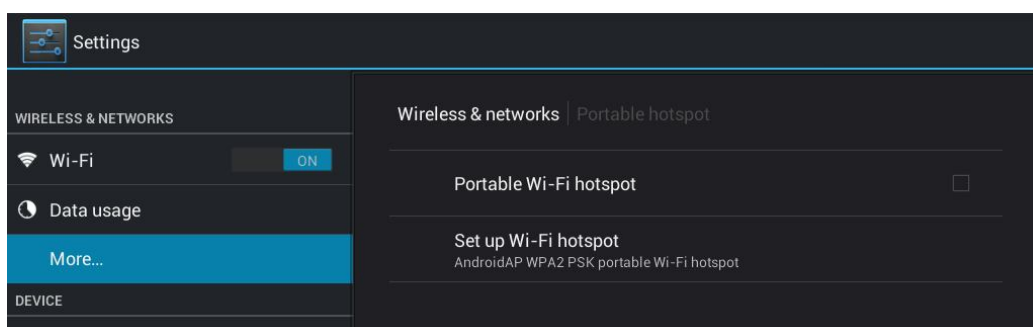 Settings
WIRELESS & NETWORKS
Wi-Fi
ON
Data usage
More...
DEVICE
Wireless & networks | Portable hotspot
Portable Wi-Fi hotspot
Set up Wi-Fi hotspot
AndroidAP WPA2 PSK portable Wi-Fi hotspot